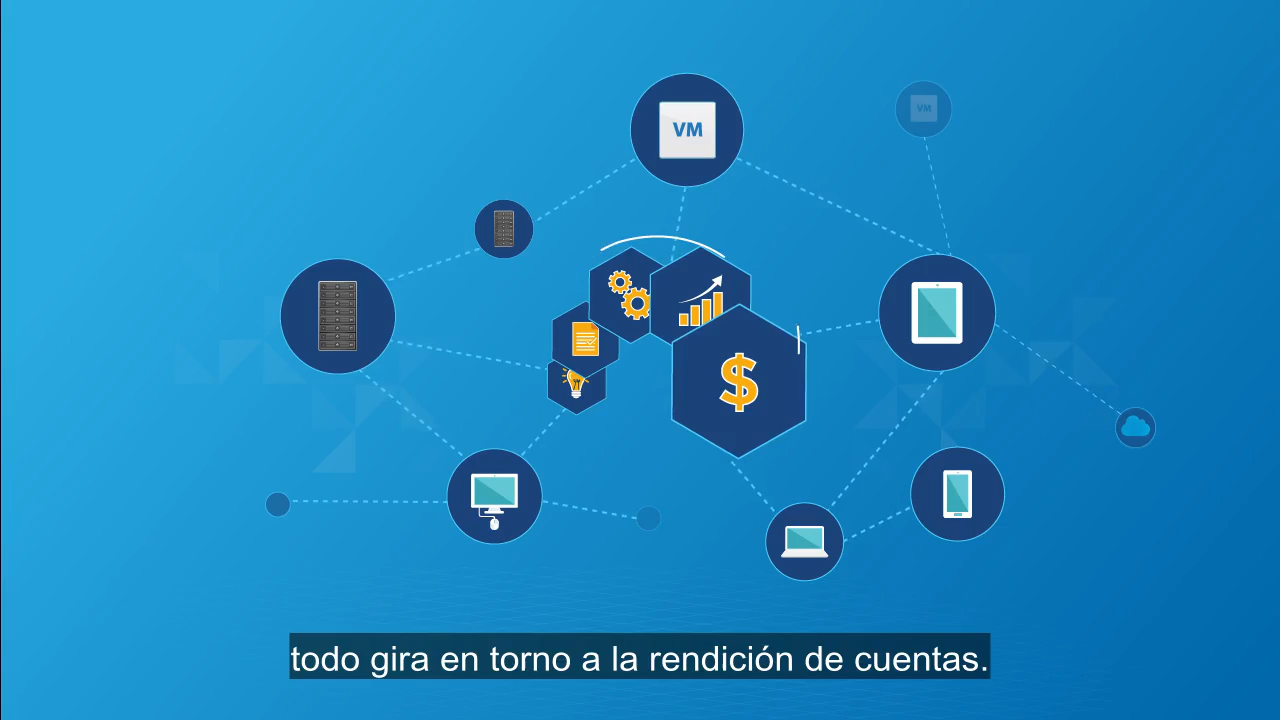 VM
VM
$
todo gira en torno a la rendición de cuentas.